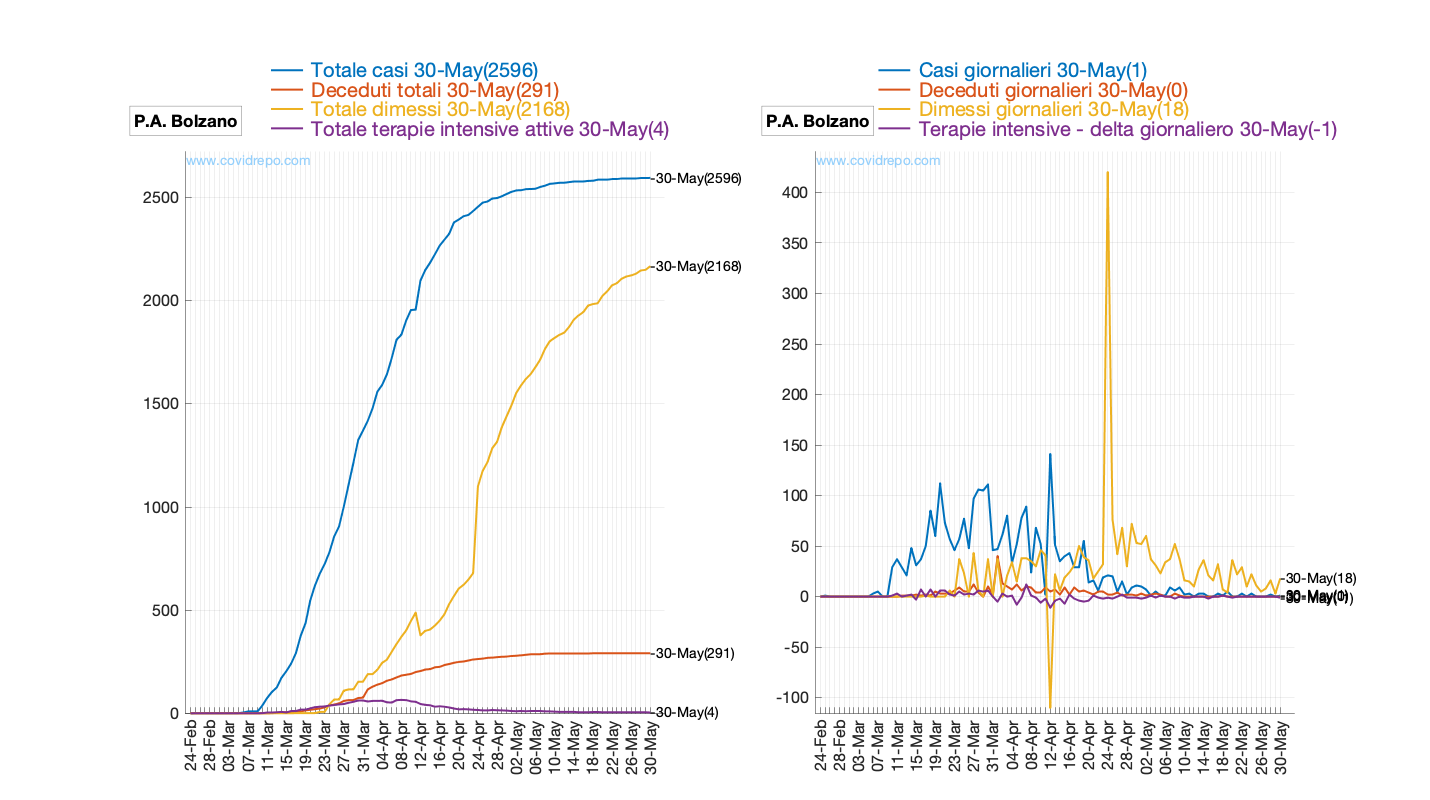 Totale casi 30-May(2596)
Deceduti totali 30-May(291)
Totale dimessi 30-May(2168)
Totale terapie intensive attive 30-May(4)
P.A. Bolzano
www.covidrepo.com
2500
2000
1500
1000
500
0
30-May(2596)
30-May(2168)
30-May(291)
30-May(4)
24-Feb
28-Feb
03-Mar
07-Mar
11-Mar
15-Mar
19-Mar
23-Mar
27-Mar
31-Mar
04-Apr
08-Apr
12-Apr
16-Apr
20-Apr
24-Apr
28-Apr
02-May
06-May
10-May
14-May
18-May
22-May
26-May
30-May
Casi giornalieri 30-May(1)
Deceduti giornalieri 30-May(0)
Dimessi giornalieri 30-May(18)
Terapie intensive - delta giornaliero 30-May(-1)
P.A. Bolzano
www.covidrepo.com
400
350
300
250
200
150
100
50
0
-50
-100
30-May(18)
24-Feb
28-Feb
03-Mar
07-Mar
11-Mar
15-Mar
19-Mar
23-Mar
27-Mar
31-Mar
04-Apr
08-Apr
12-Apr
16-Apr
20-Apr
24-Apr
28-Apr
02-May
06-May
10-May
14-May
18-May
22-May
26-May
30-May